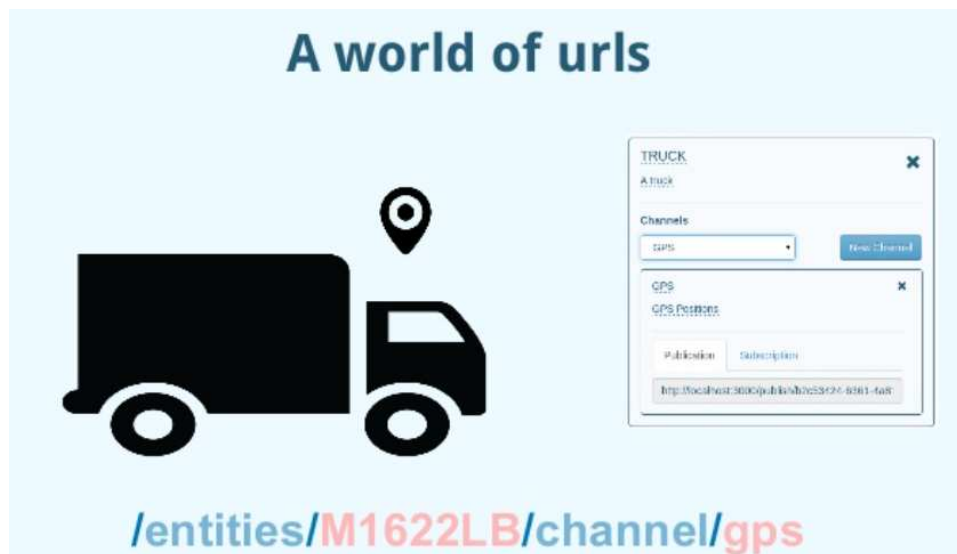 A world of urls
TRUCK
A truck
Channels
GPS
New Channel
GPS
GPS Positions
Publication Subscription
/entities/M1622LB/channel/gps